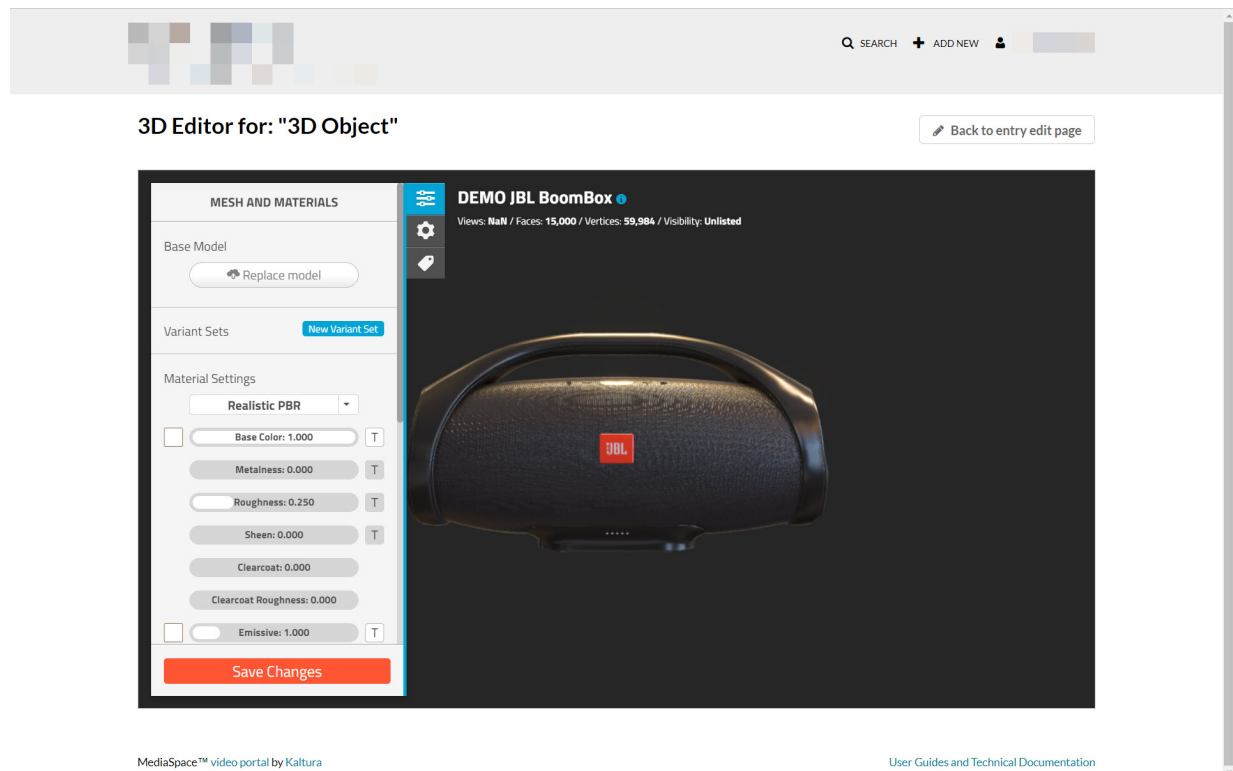 SEARCH
ADD NEW
3D Editor for: "3D Object"
Back to entry edit page
MESH AND MATERIALS
Base Model
Replace model
Variant Sets
New Variant Set
Material Settings
Realistic PBR
Base Color: 1.000
T
Metalness: 0.000
T
Roughness: 0.250
T
Sheen: 0.000
T
Clearcoat: 0.000
Clearcoat Roughness: 0.000
Emissive: 1.000
T
Save Changes
DEMO JBL BoomBox
Views: NaN / Faces: 15,000 / Vertices: 59,984 / Visibility: Unlisted
JBL
MediaSpace™ video portal by Kaltura
User Guides and Technical Documentation